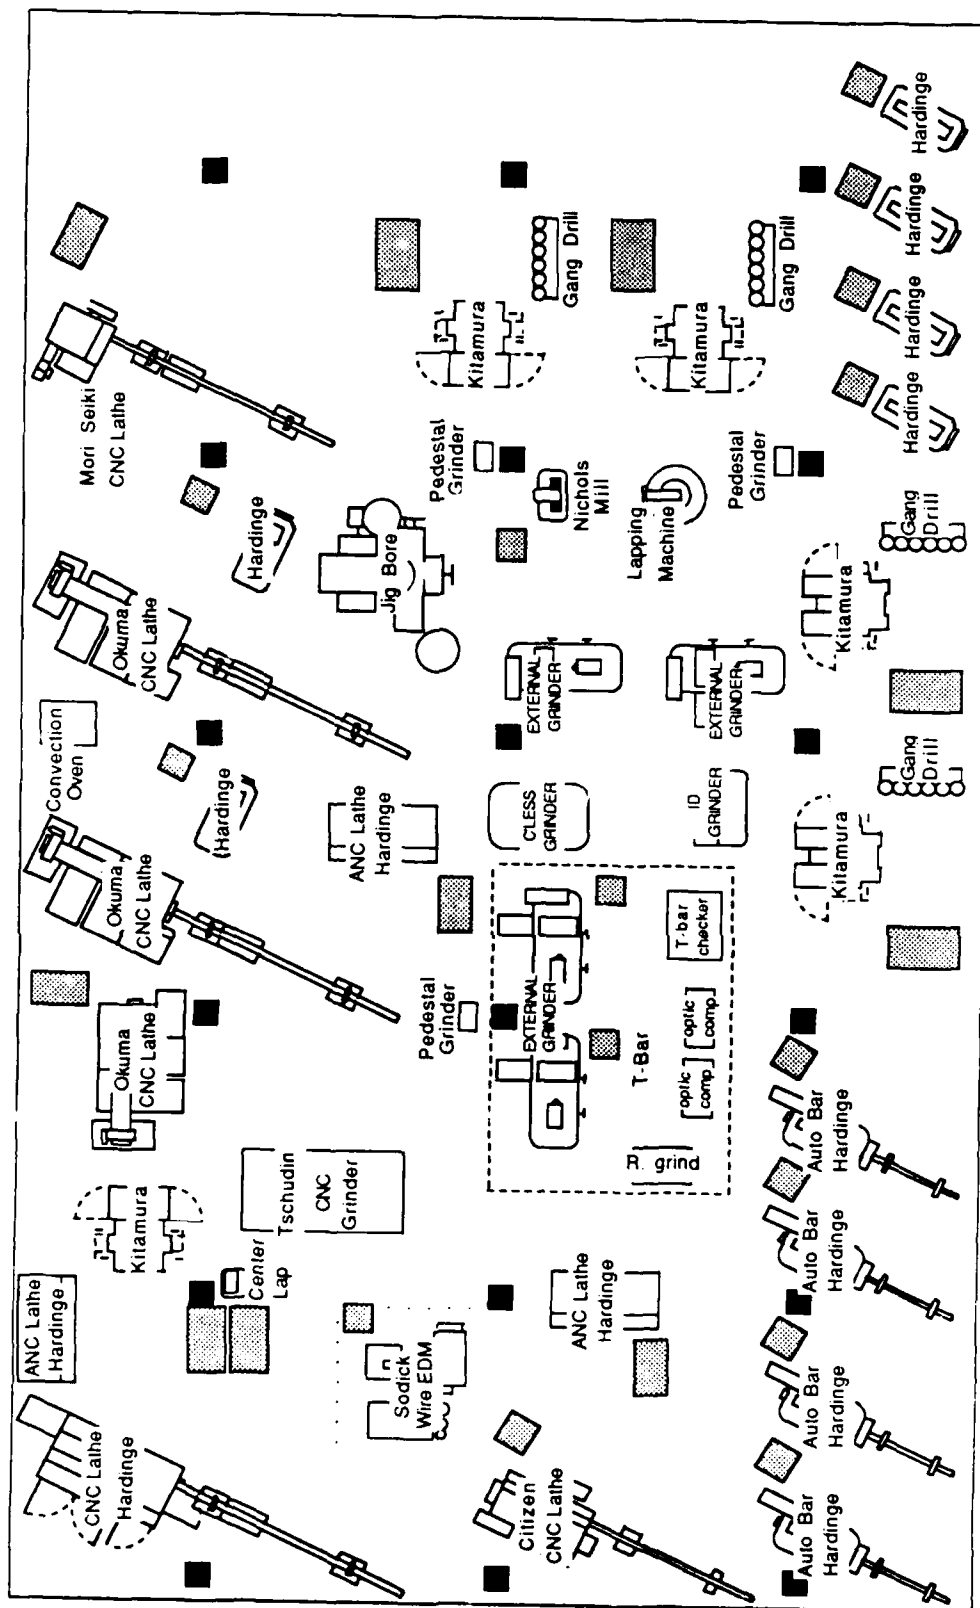 CNC Lathe
Hardinge
ANC Lathe
Hardinge
Kitamura
Okuma
CNC Lathe
Okuma
CNC Lathe
Convection
Oven
Okuma
CNC Lathe
Mori Seiki
CNC Lathe
Center
Lap
Tschudin
CNC
Grinder
(Hardinge
Hardinge
Sodick
Wire EDM
ANC Lathe
Hardinge
Jig Bore
Pedestal
Grinder
Pedestal
Grinder
Kitamura
Citizen
CNC Lathe
ANC Lathe
Hardinge
EXTERNAL
GRINDER
CLESS
GRINDER
EXTERNAL
GRINDER
Nichols
Mill
Gang Drill
R. grind
T-Bar
optic
comp
optic
comp
T-bar
checker
ID
GRINDER
EXTERNAL
GRINDER
Lapping
Machine
Kitamura
Pedestal
Grinder
Gang Drill
Auto Bar
Hardinge
Auto Bar
Hardinge
Auto Bar
Hardinge
Auto Bar
Hardinge
Kitamura
Kitamura
Gang
Drill
Gang
Drill
Hardinge
Hardinge
Hardinge
Hardinge